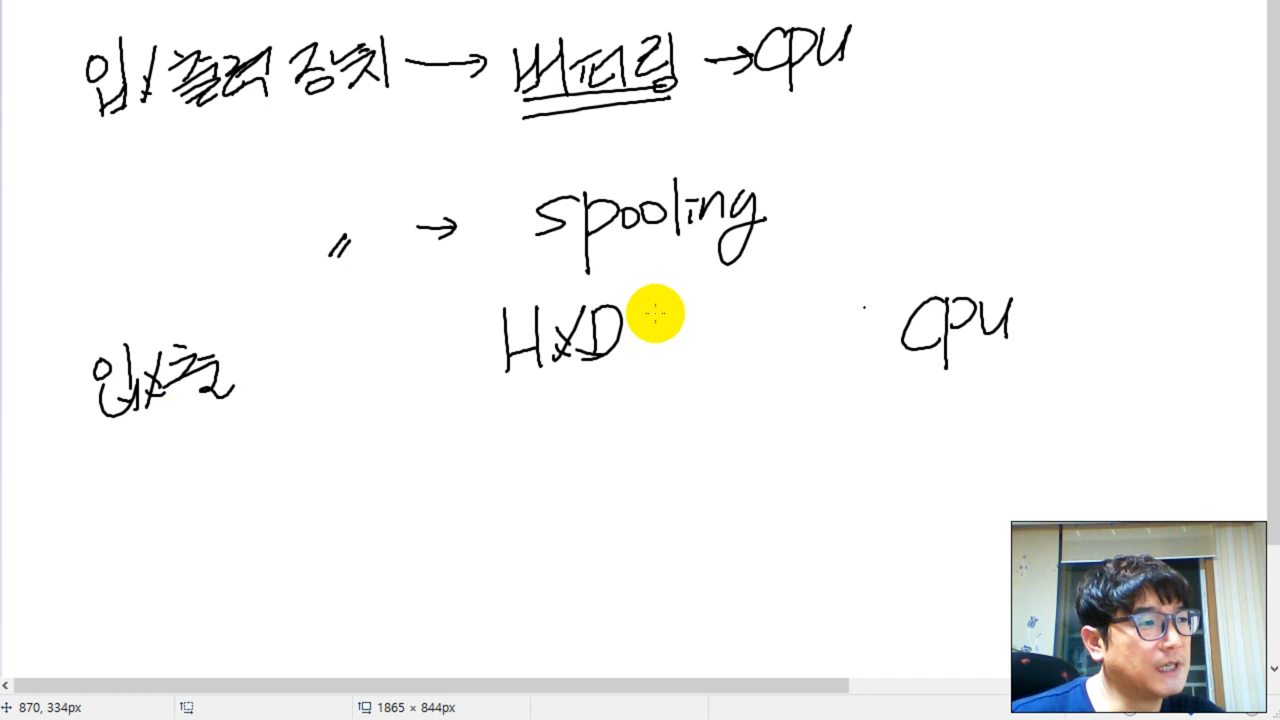 입/출력 장치 → 버퍼링 → CPU
〃 → spooling
HDD CPU
입/출
870, 334px 1865 × 844px